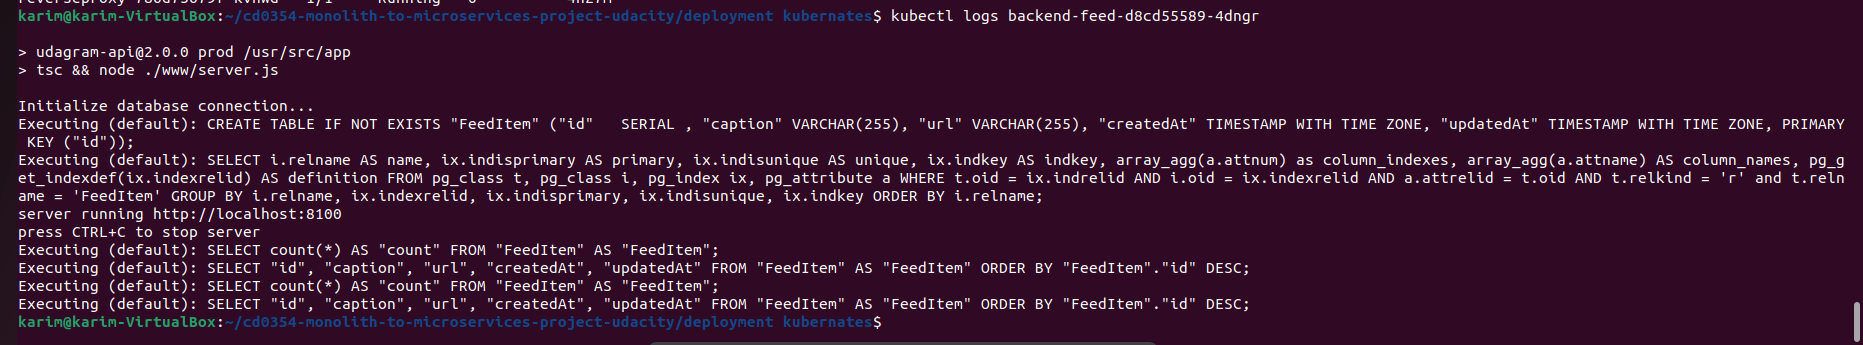 karim@karim-VirtualBox:~/cd0354-monolith-to-microservices-project-udacity/deployment kubernates$ kubectl logs backend-feed-d8cd55589-4dngr
> udagram-api@2.0.0 prod /usr/src/app
> tsc && node ./www/server.js
Initialize database connection...
Executing (default): CREATE TABLE IF NOT EXISTS "FeedItem" ("id"   SERIAL , "caption" VARCHAR(255), "url" VARCHAR(255), "createdAt" TIMESTAMP WITH TIME ZONE, "updatedAt" TIMESTAMP WITH TIME ZONE, PRIMARY
 KEY ("id"));
Executing (default): SELECT i.relname AS name, ix.indisprimary AS primary, ix.indisunique AS unique, ix.indkey AS indkey, array_agg(a.attnum) as column_indexes, array_agg(a.attname) AS column_names, pg_g
et_indexdef(ix.indexrelid) AS definition FROM pg_class t, pg_class i, pg_index ix, pg_attribute a WHERE t.oid = ix.indrelid AND i.oid = ix.indexrelid AND a.attrelid = t.oid AND t.relkind = 'r' and t.reln
ame = 'FeedItem' GROUP BY i.relname, ix.indexrelid, ix.indisprimary, ix.indisunique, ix.indkey ORDER BY i.relname;
server running http://localhost:8100
press CTRL+C to stop server
Executing (default): SELECT count(*) AS "count" FROM "FeedItem" AS "FeedItem";
Executing (default): SELECT "id", "caption", "url", "createdAt", "updatedAt" FROM "FeedItem" AS "FeedItem" ORDER BY "FeedItem"."id" DESC;
Executing (default): SELECT count(*) AS "count" FROM "FeedItem" AS "FeedItem";
Executing (default): SELECT "id", "caption", "url", "createdAt", "updatedAt" FROM "FeedItem" AS "FeedItem" ORDER BY "FeedItem"."id" DESC;
karim@karim-VirtualBox:~/cd0354-monolith-to-microservices-project-udacity/deployment kubernates$